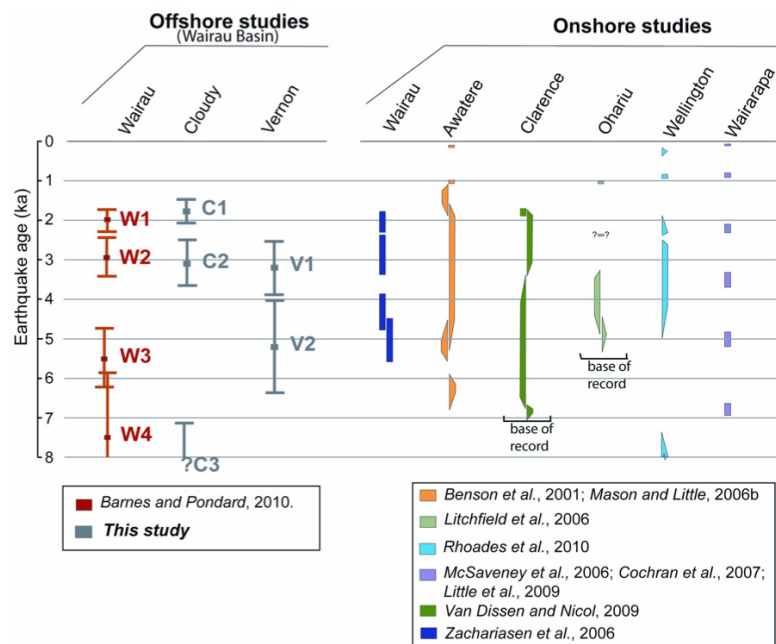 Offshore studies
(Wairau Basin)
Onshore studies
Wairau
Cloudy
Vernon
Wairau
Awatere
Clarence
Ohariu
Wellington
Wairarapa
Earthquake age (ka)
0
1
2
3
4
5
6
7
8
W1
W2
W3
W4
C1
C2
?C3
V1
V2
?-?
base of
record
base of
record
Barnes and Pondard, 2010.
This study
Benson et al., 2001; Mason and Little, 2006b
Litchfield et al., 2006
Rhoades et al., 2010
McSaveney et al., 2006; Cochran et al., 2007;
Little et al., 2009
Van Dissen and Nicol, 2009
Zachariasen et al., 2006